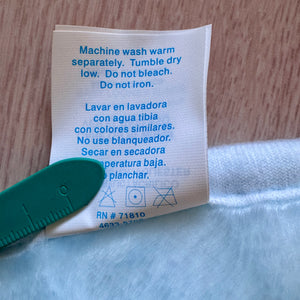 Machine wash warm
separately. Tumble dry
low. Do not bleach.
Do not iron.
Lavar en lavadora
con agua tibia
con colores similares.
No use blanqueador.
Secar en secadora
temperatura baja.
planchar.
RN # 71810